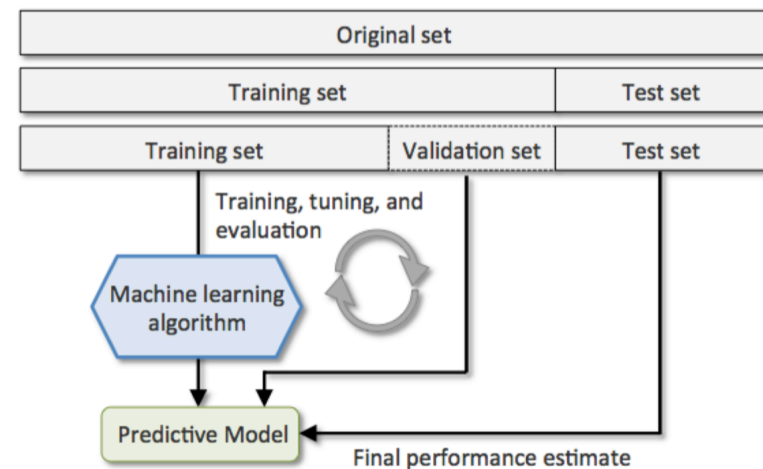 Original set
Training set
Test set
Training set
Validation set
Test set
Training, tuning, and
evaluation
Machine learning
algorithm
Predictive Model
Final performance estimate